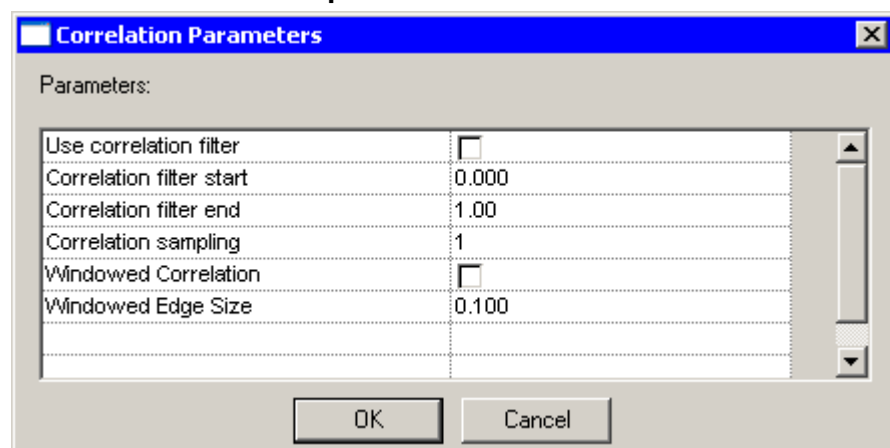 Correlation Parameters
Parameters:
Use correlation filter
Correlation filter start 0.000
Correlation filter end 1.00
Correlation sampling 1
Windowed Correlation
Windowed Edge Size 0.100
OK Cancel